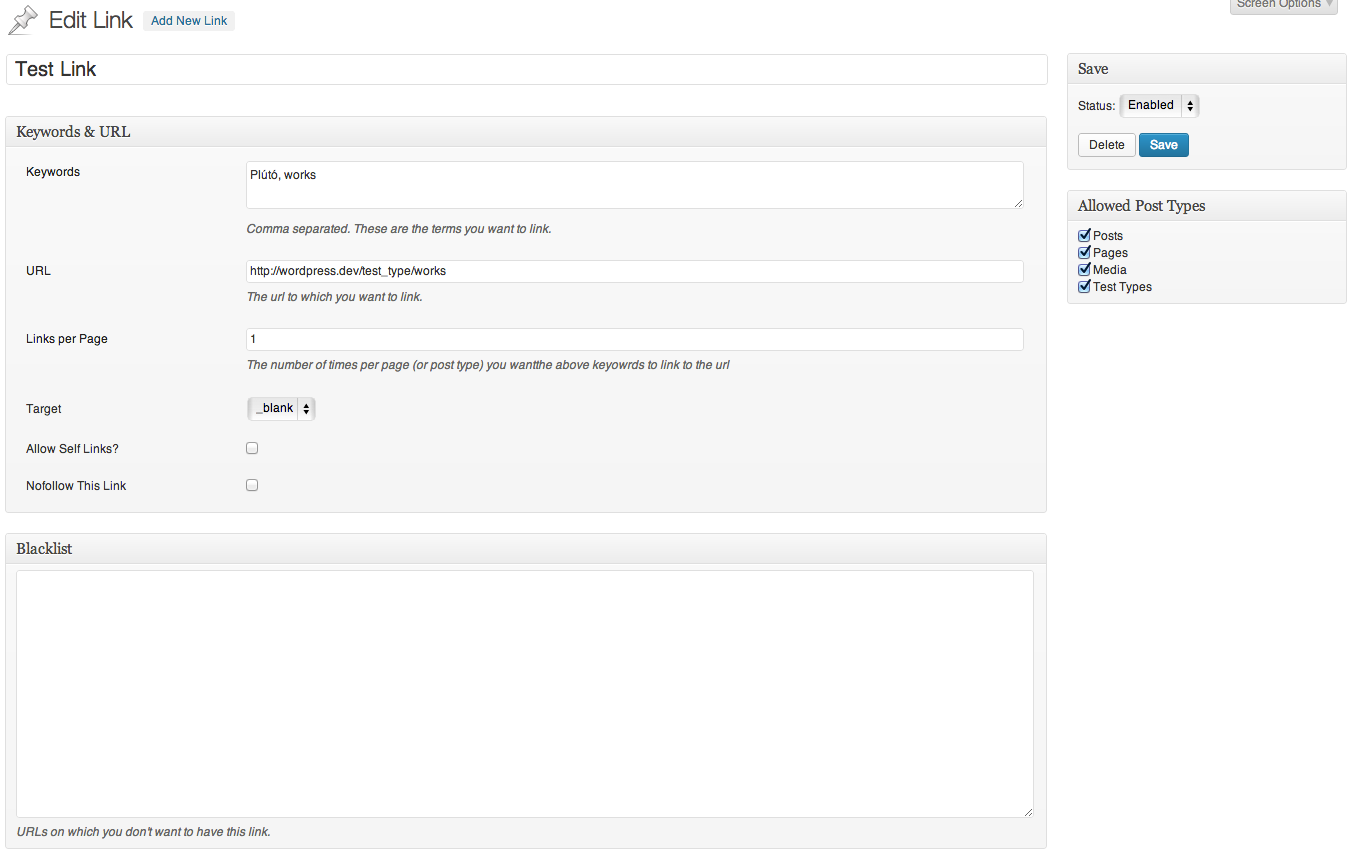 Edit Link Add New Link
Screen Options
Test Link
Keywords & URL
Keywords
Plútó, works
Comma separated. These are the terms you want to link.
URL
http://wordpress.dev/test_type/works
The url to which you want to link.
Links per Page
1
The number of times per page (or post type) you wantthe above keyowrds to link to the url
Target
_blank
Allow Self Links?
Nofollow This Link
Blacklist
URLs on which you don't want to have this link.
Save
Status: Enabled
Delete Save
Allowed Post Types
Posts
Pages
Media
Test Types